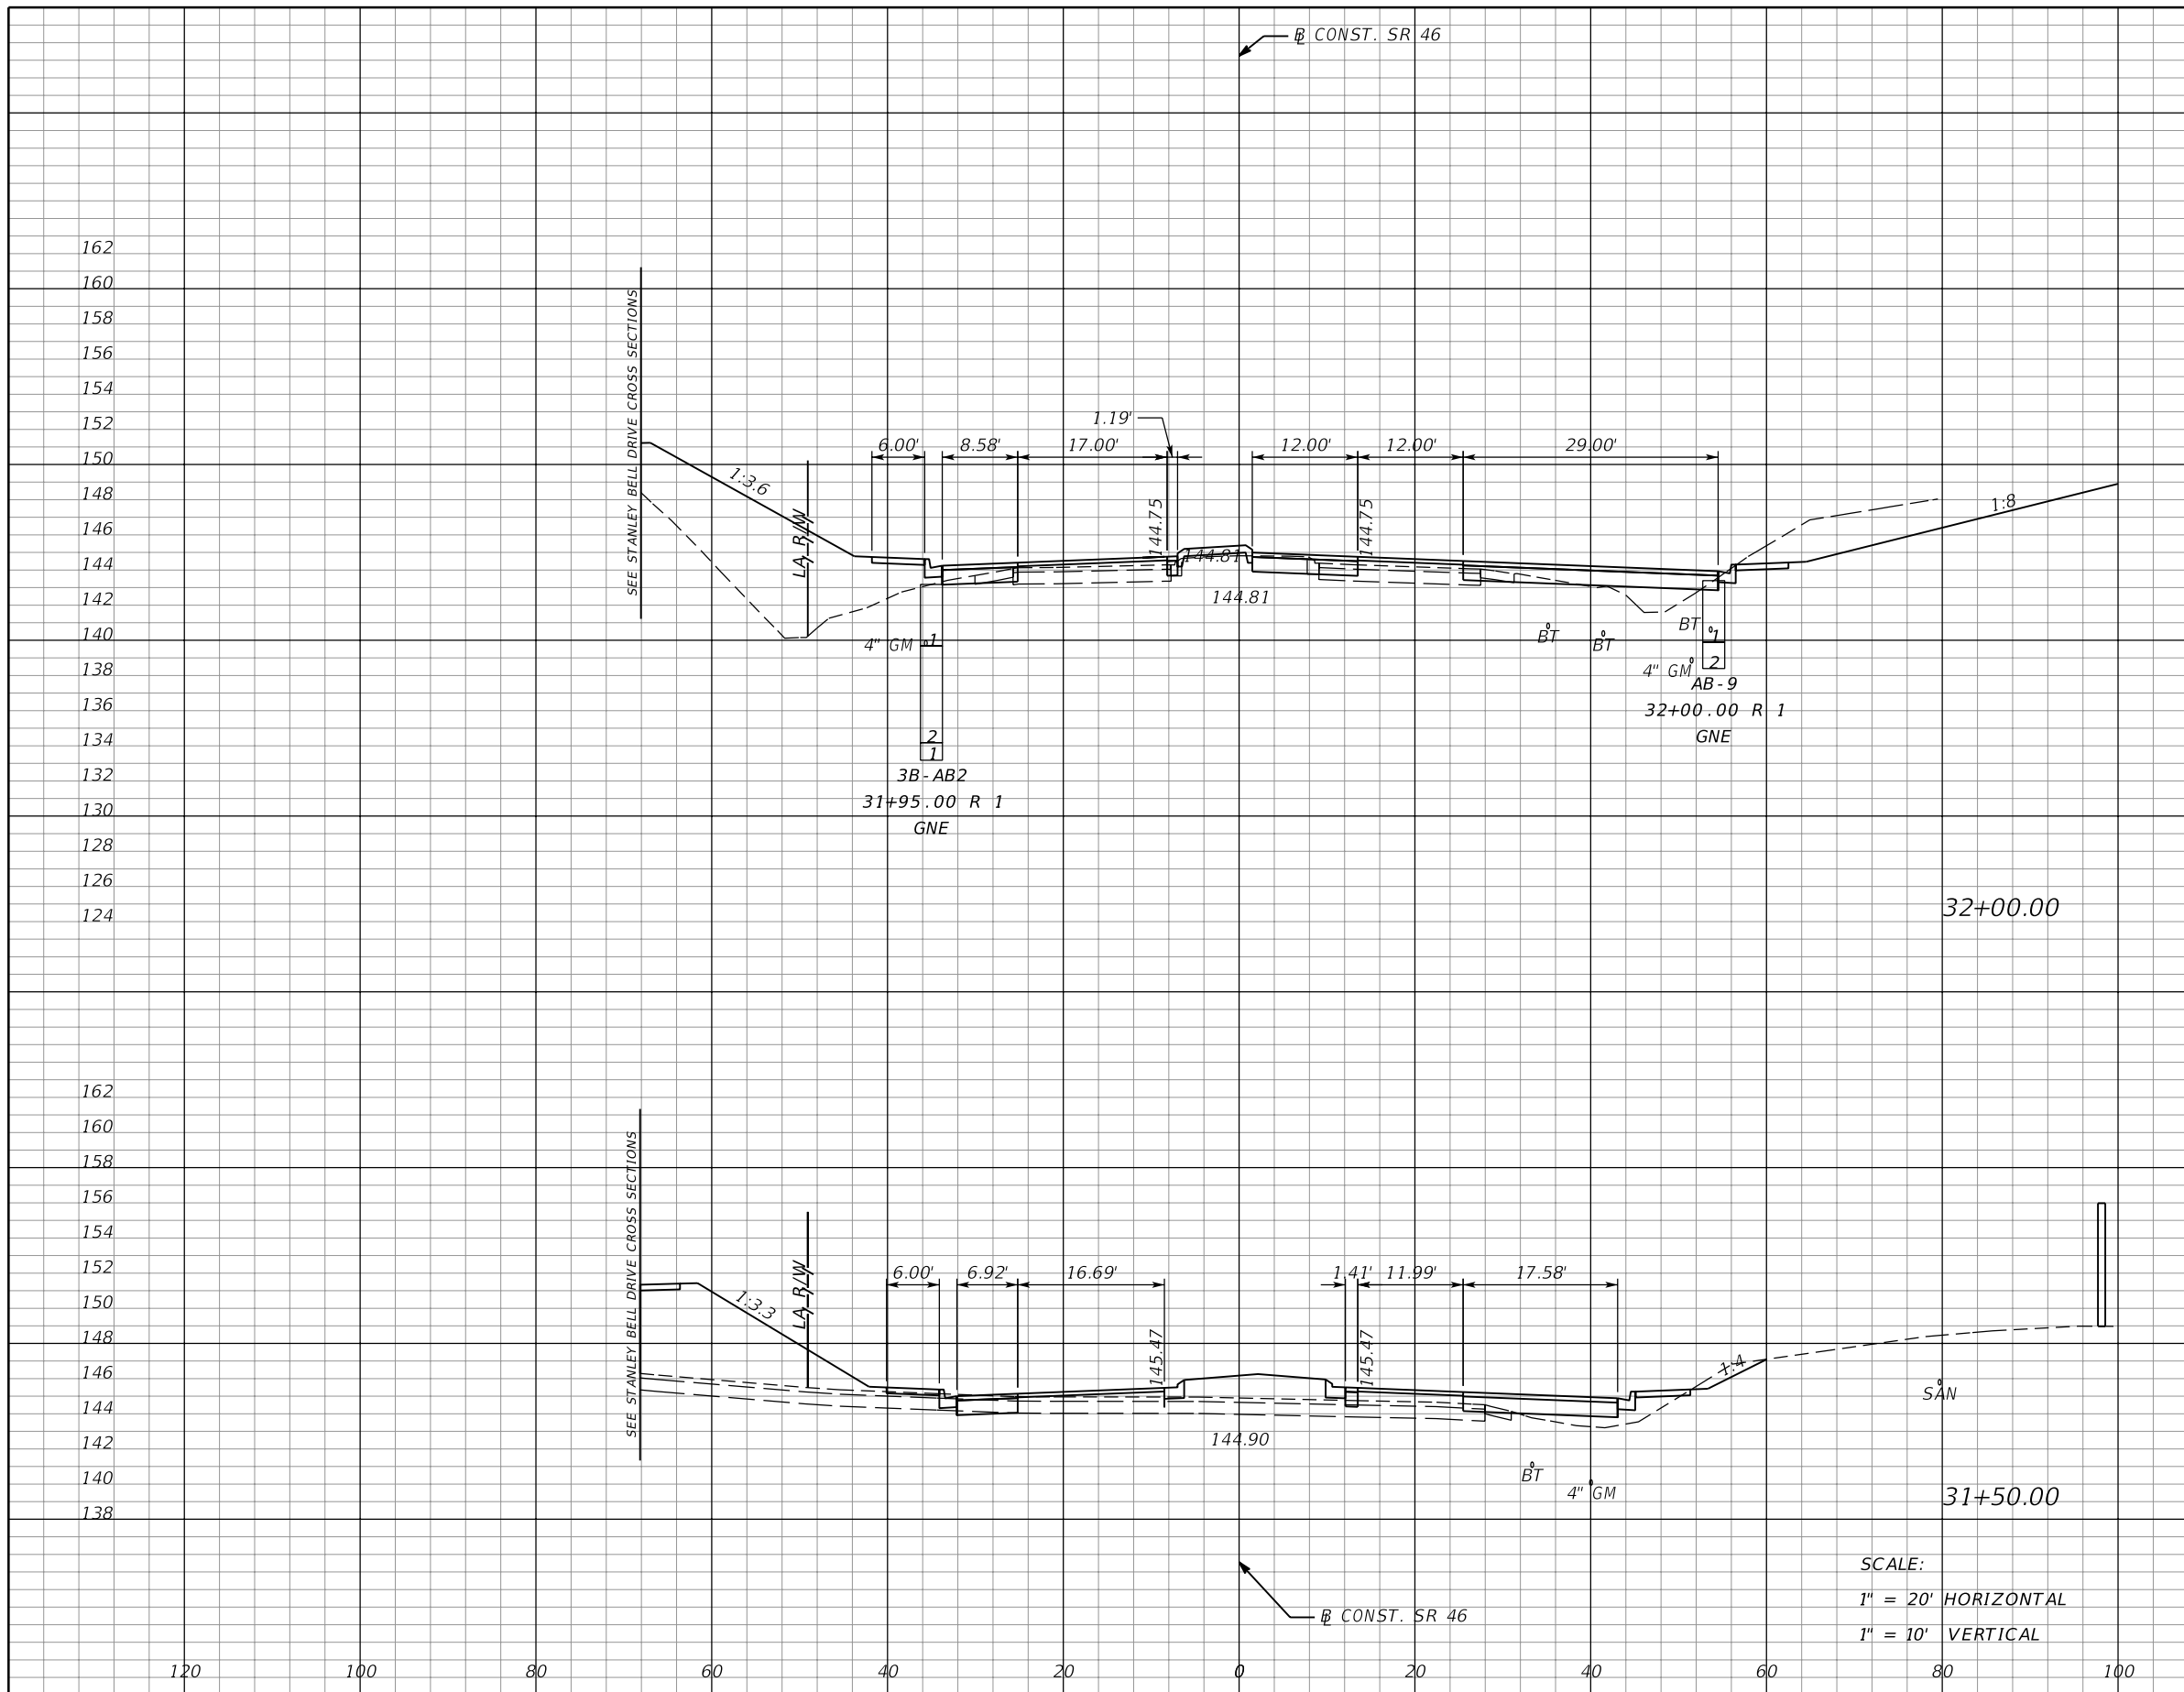 ℄ CONST. SR 46
162
160
158
156
154
152
150
148
146
144
142
140
138
136
134
132
130
128
126
124
SEE STANLEY BELL DRIVE CROSS SECTIONS
1:3.6
LA R/W
6.00'
8.58'
17.00'
1.19'
12.00'
12.00'
29.00'
144.75
144.81
144.75
144.81
1:8
4" GM
1
2
1
3B-AB2
31+95.00 R 1
GNE
BT
BT
BT
1
4" GM
2
AB-9
32+00.00 R 1
GNE
32+00.00
162
160
158
156
154
152
150
148
146
144
142
140
138
SEE STANLEY BELL DRIVE CROSS SECTIONS
1:3.3
LA R/W
6.00'
6.92'
16.69'
1.41'
11.99'
17.58'
145.47
145.47
1:4
SAN
144.90
BT
4" GM
31+50.00
℄ CONST. SR 46
SCALE:
1" = 20' HORIZONTAL
1" = 10' VERTICAL
120 100 80 60 40 20 0 20 40 60 80 100